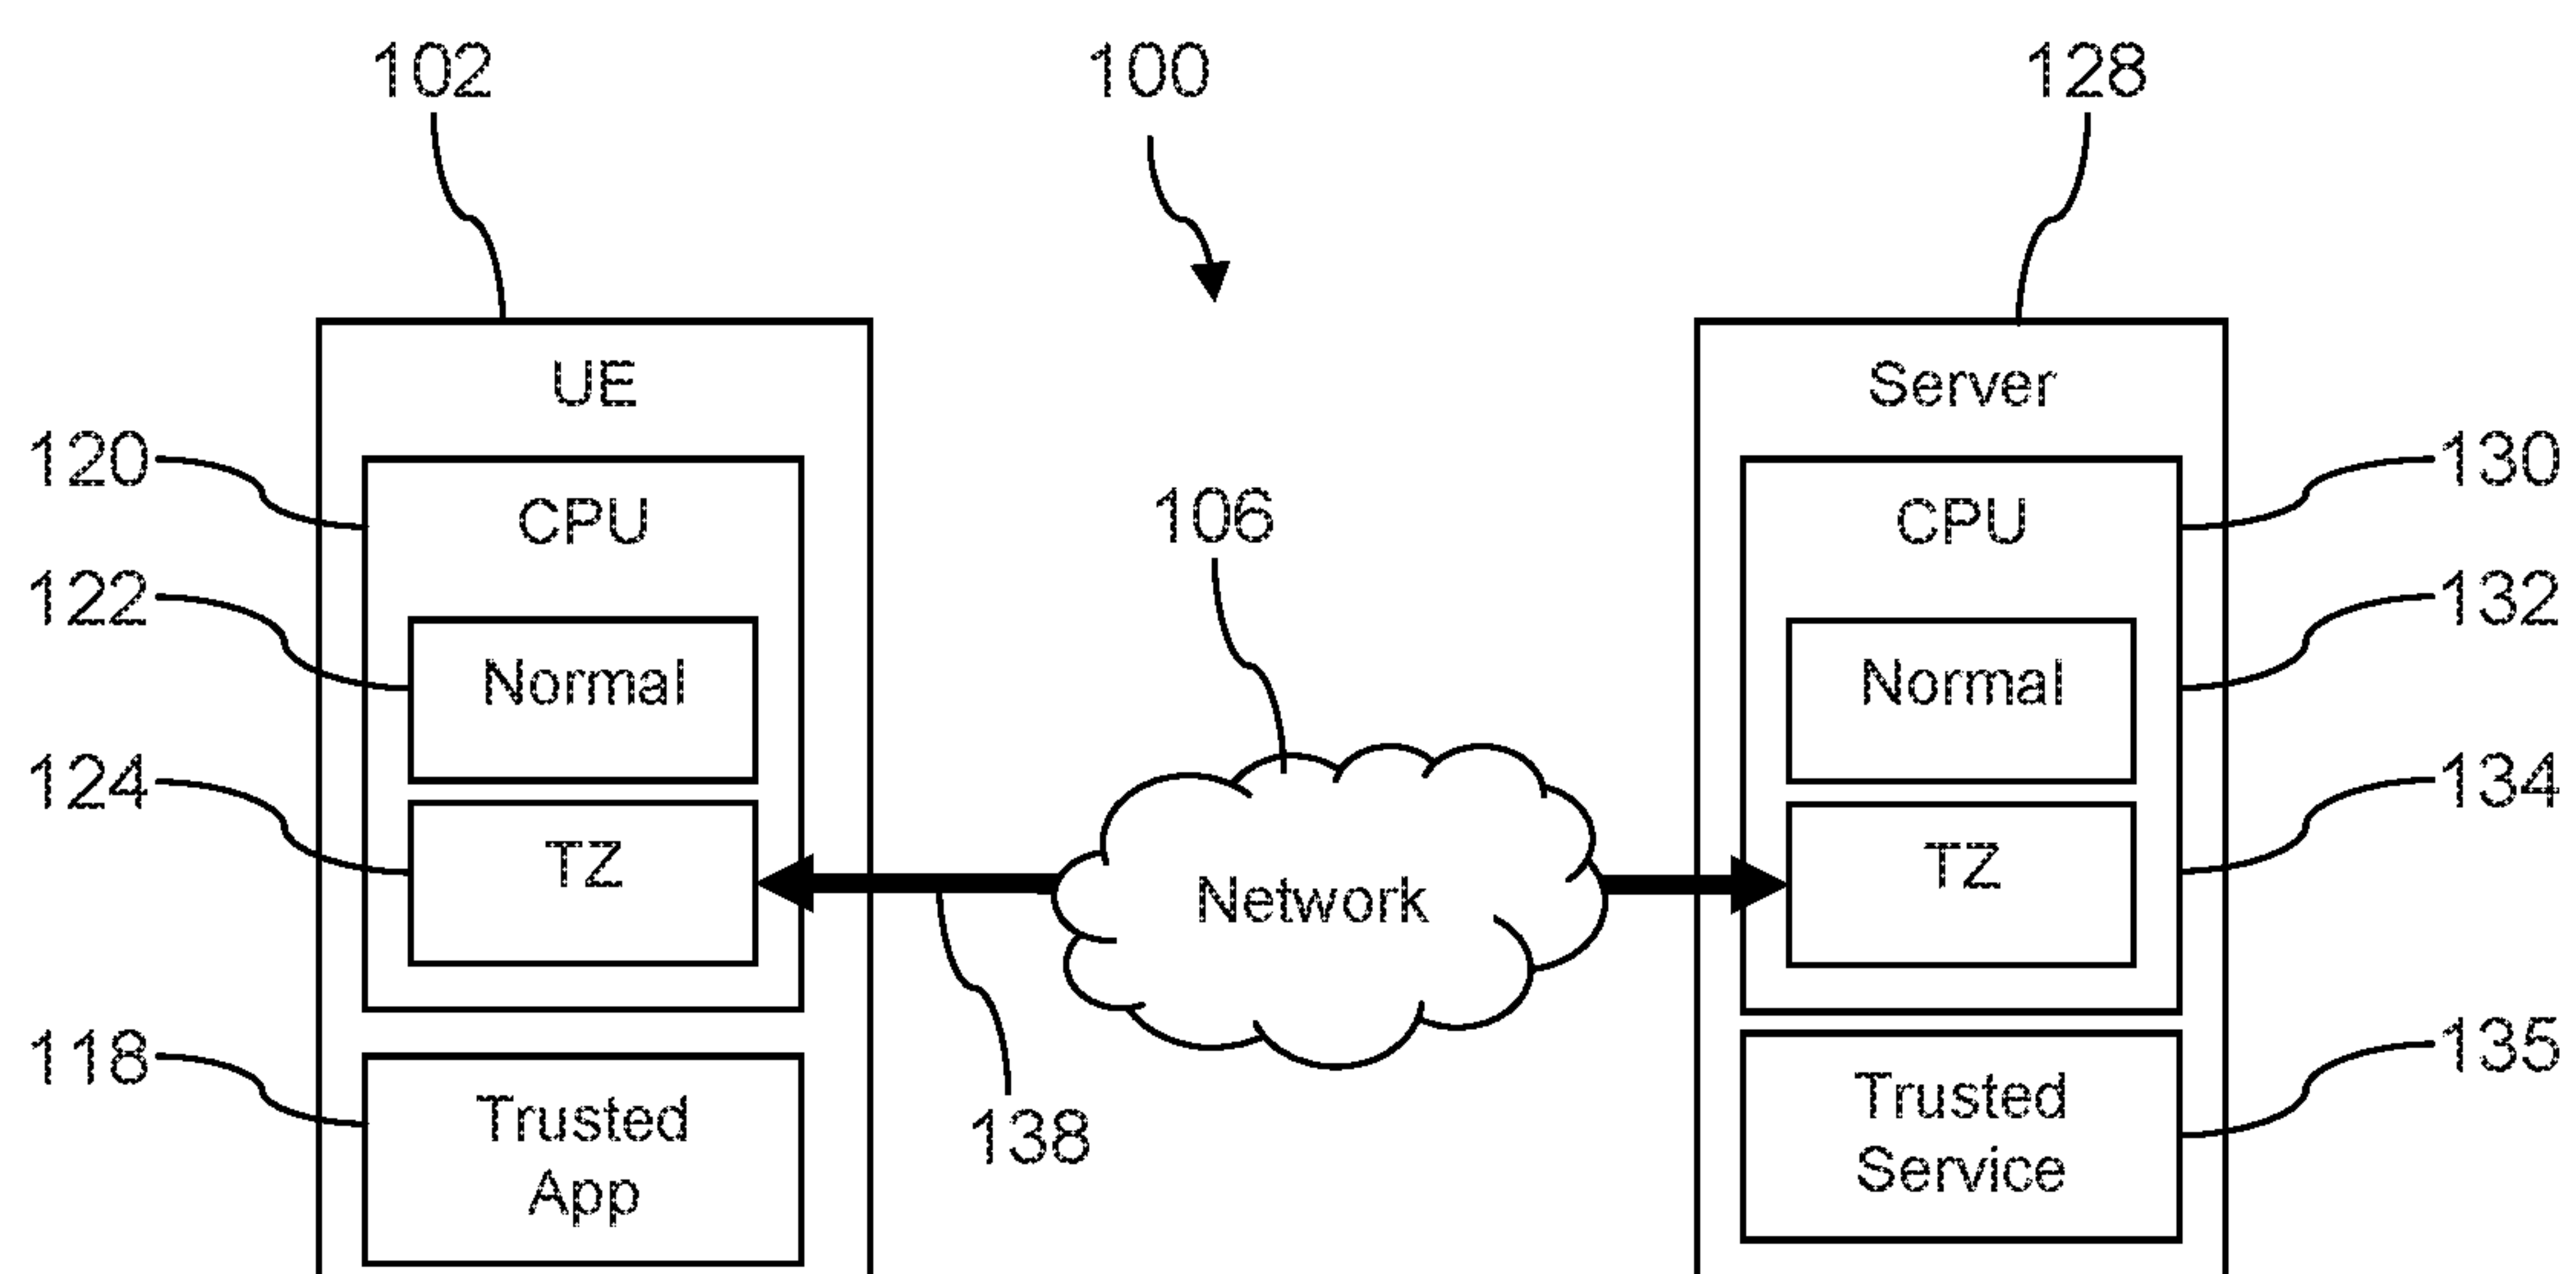 102
100
128
UE
Server
120
CPU
106
CPU
130
122
Normal
Normal
132
124
TZ
Network
TZ
134
118
Trusted
App
138
Trusted
Service
135